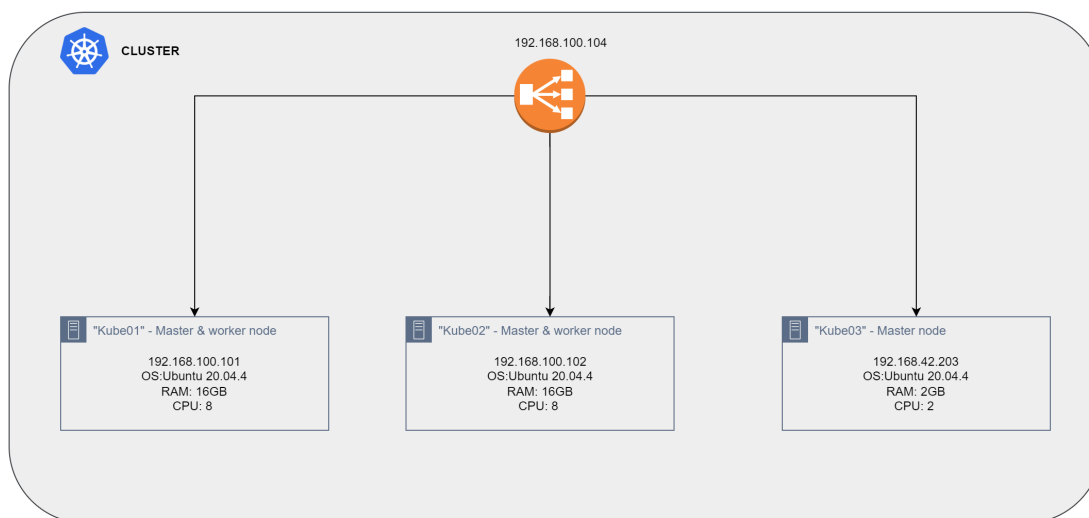 CLUSTER
192.168.100.104
"Kube01" - Master & worker node
192.168.100.101
OS:Ubuntu 20.04.4
RAM: 16GB
CPU: 8
"Kube02" - Master & worker node
192.168.100.102
OS:Ubuntu 20.04.4
RAM: 16GB
CPU: 8
"Kube03" - Master node
192.168.42.203
OS:Ubuntu 20.04.4
RAM: 2GB
CPU: 2